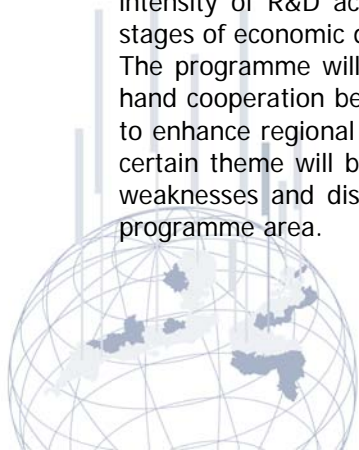 intensity of R&D ac
stages of economic
The programme will
hand cooperation be
to enhance regional
certain theme will b
weaknesses and dis
programme area.